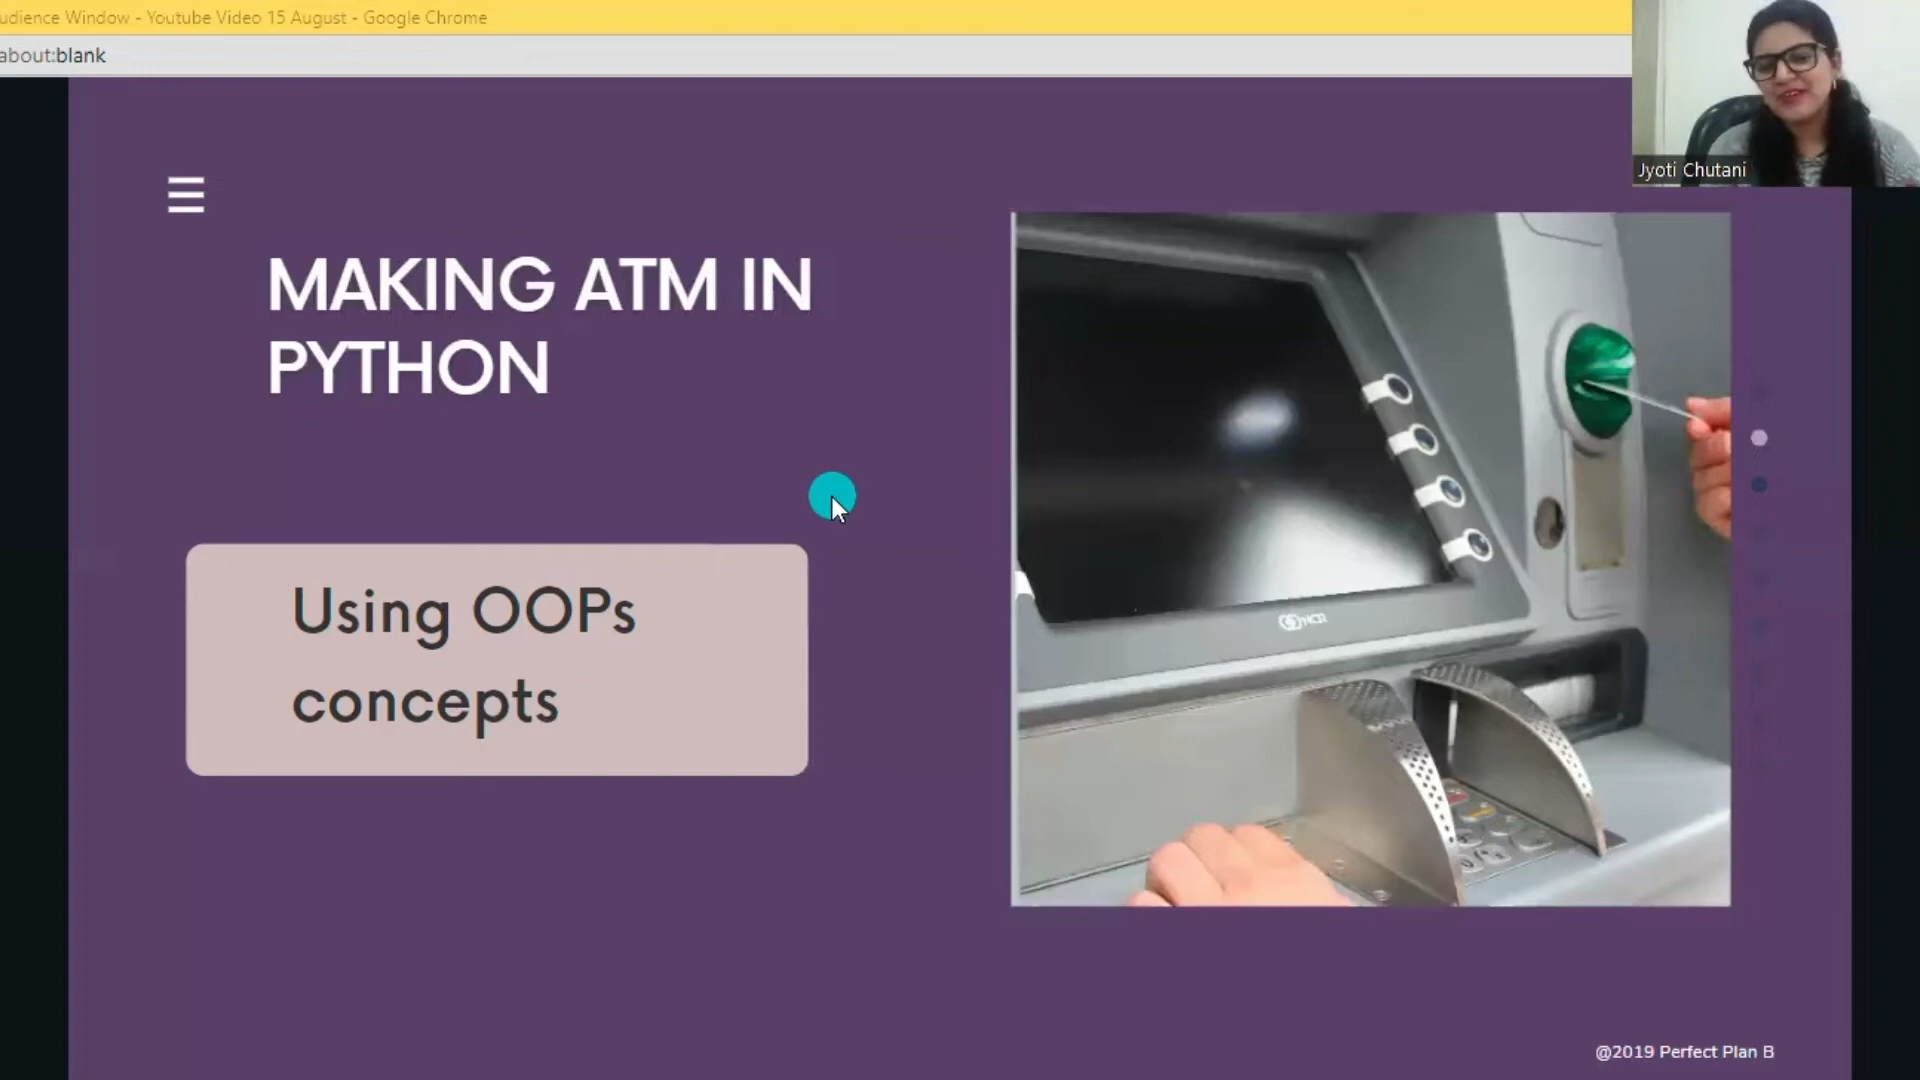 udience Window - Youtube Video 15 August - Google Chrome
about:blank
Jyoti Chutani
MAKING ATM IN
PYTHON
NCR
Using OOPs
concepts
@2019 Perfect Plan B